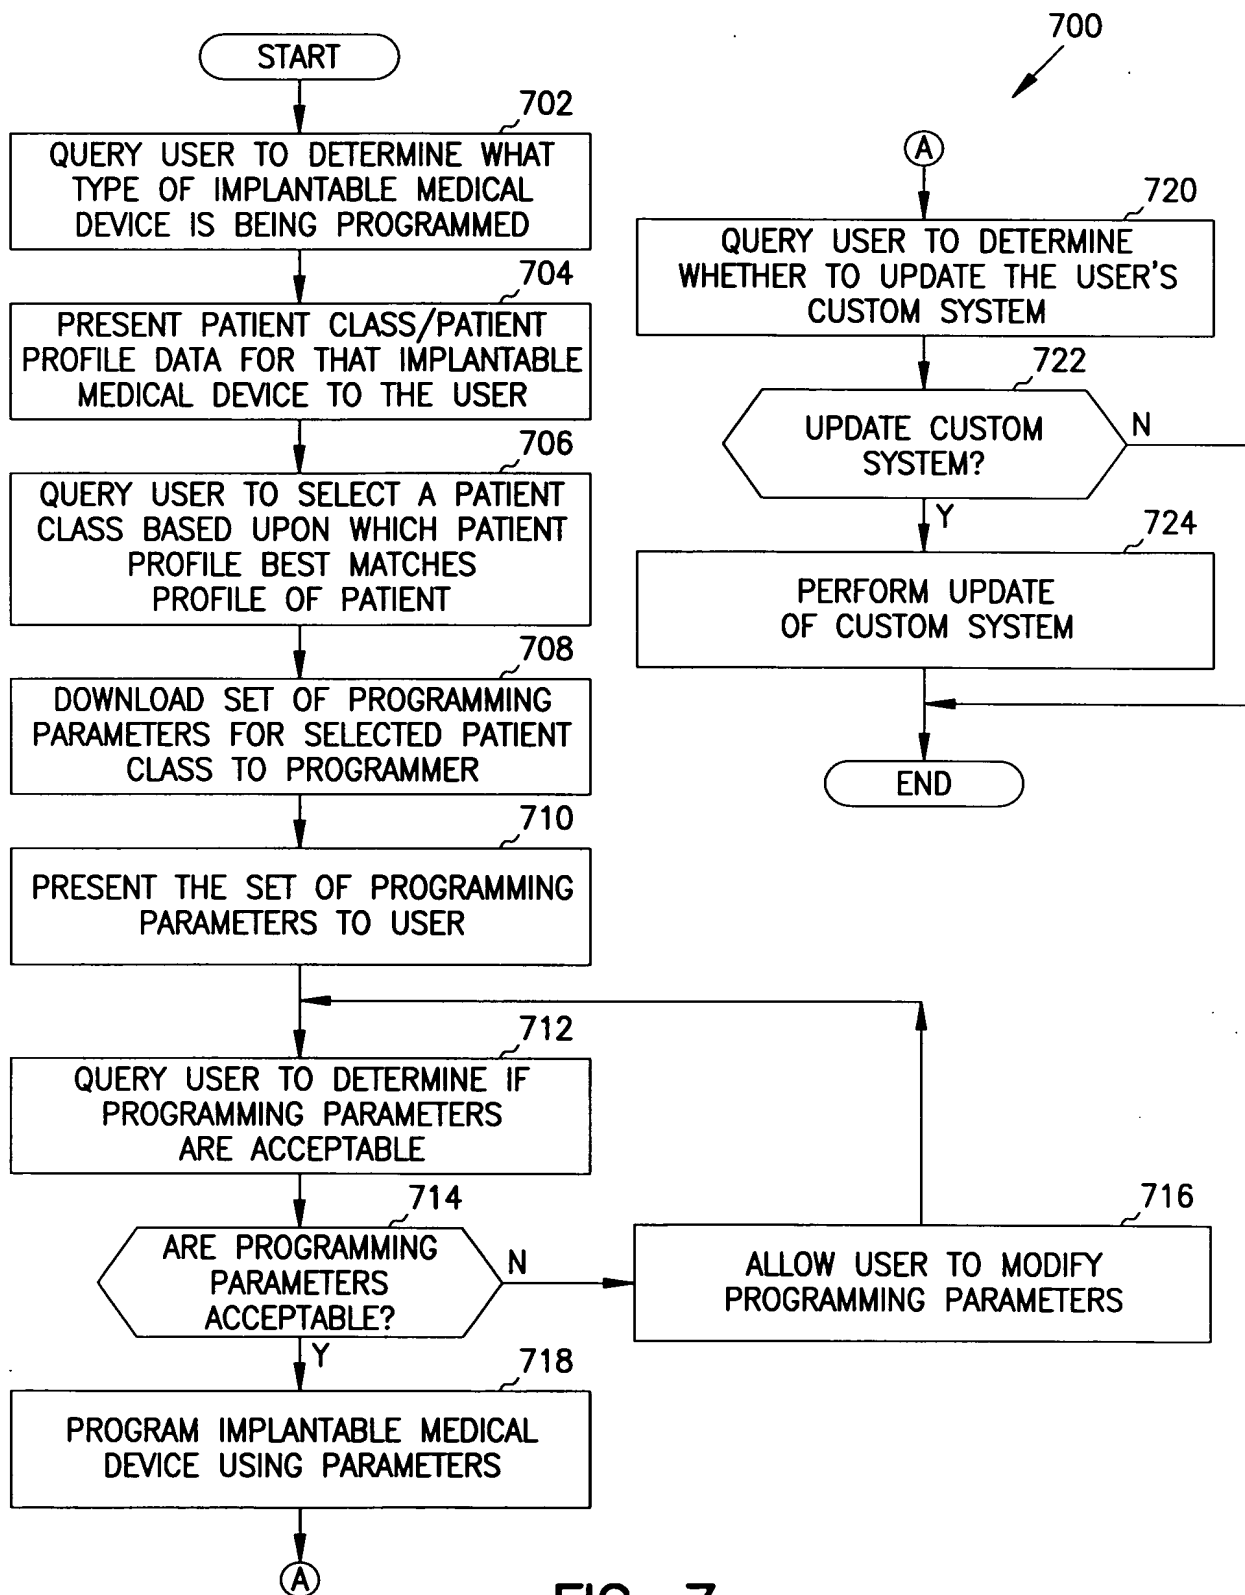 START
702
QUERY USER TO DETERMINE WHAT
TYPE OF IMPLANTABLE MEDICAL
DEVICE IS BEING PROGRAMMED
704
PRESENT PATIENT CLASS/PATIENT
PROFILE DATA FOR THAT IMPLANTABLE
MEDICAL DEVICE TO THE USER
706
QUERY USER TO SELECT A PATIENT
CLASS BASED UPON WHICH PATIENT
PROFILE BEST MATCHES
PROFILE OF PATIENT
708
DOWNLOAD SET OF PROGRAMMING
PARAMETERS FOR SELECTED PATIENT
CLASS TO PROGRAMMER
710
PRESENT THE SET OF PROGRAMMING
PARAMETERS TO USER
712
QUERY USER TO DETERMINE IF
PROGRAMMING PARAMETERS
ARE ACCEPTABLE
714
ARE PROGRAMMING
PARAMETERS
ACCEPTABLE?
N
Y
716
ALLOW USER TO MODIFY
PROGRAMMING PARAMETERS
718
PROGRAM IMPLANTABLE MEDICAL
DEVICE USING PARAMETERS
A
700
A
720
QUERY USER TO DETERMINE
WHETHER TO UPDATE THE USER'S
CUSTOM SYSTEM
722
UPDATE CUSTOM
SYSTEM?
N
Y
724
PERFORM UPDATE
OF CUSTOM SYSTEM
END
FIG. 7